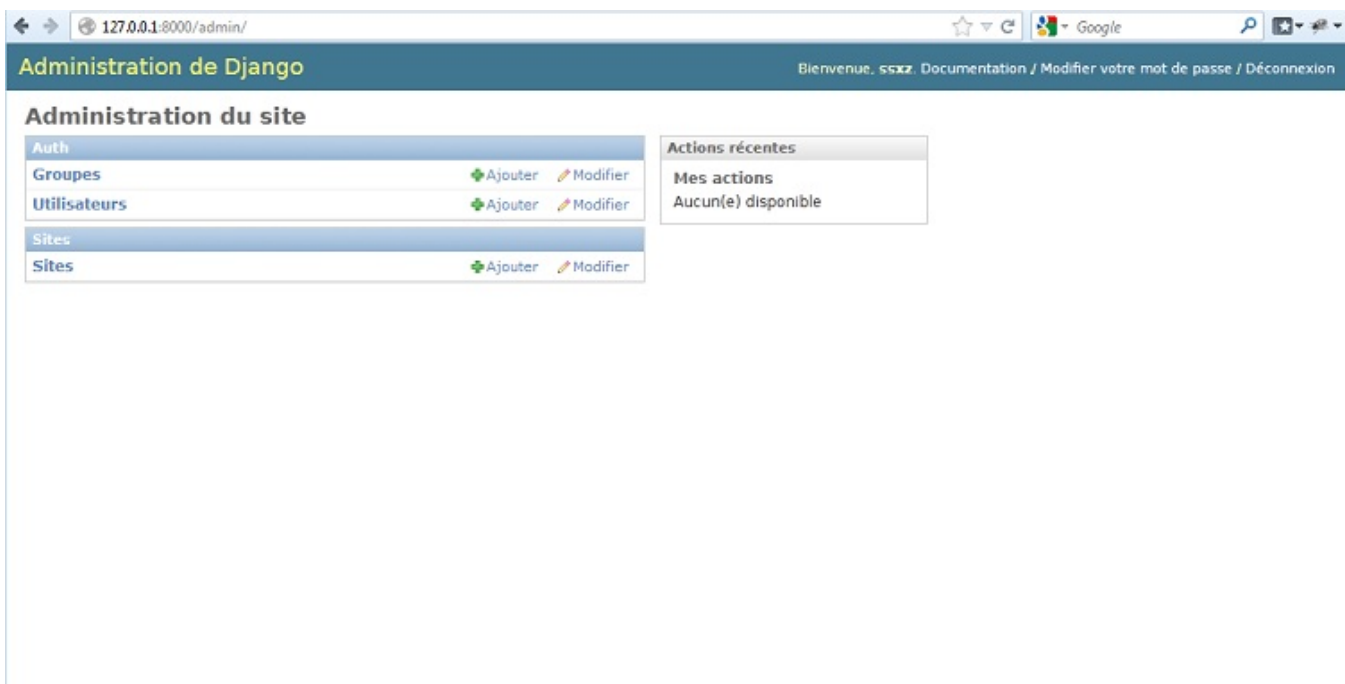 127.0.0.1:8000/admin/
Google
Administration de Django
Bienvenue, ssxz. Documentation / Modifier votre mot de passe / Déconnexion
Administration du site
Auth
Groupes Ajouter Modifier
Utilisateurs Ajouter Modifier
Sites
Sites Ajouter Modifier
Actions récentes
Mes actions
Aucun(e) disponible